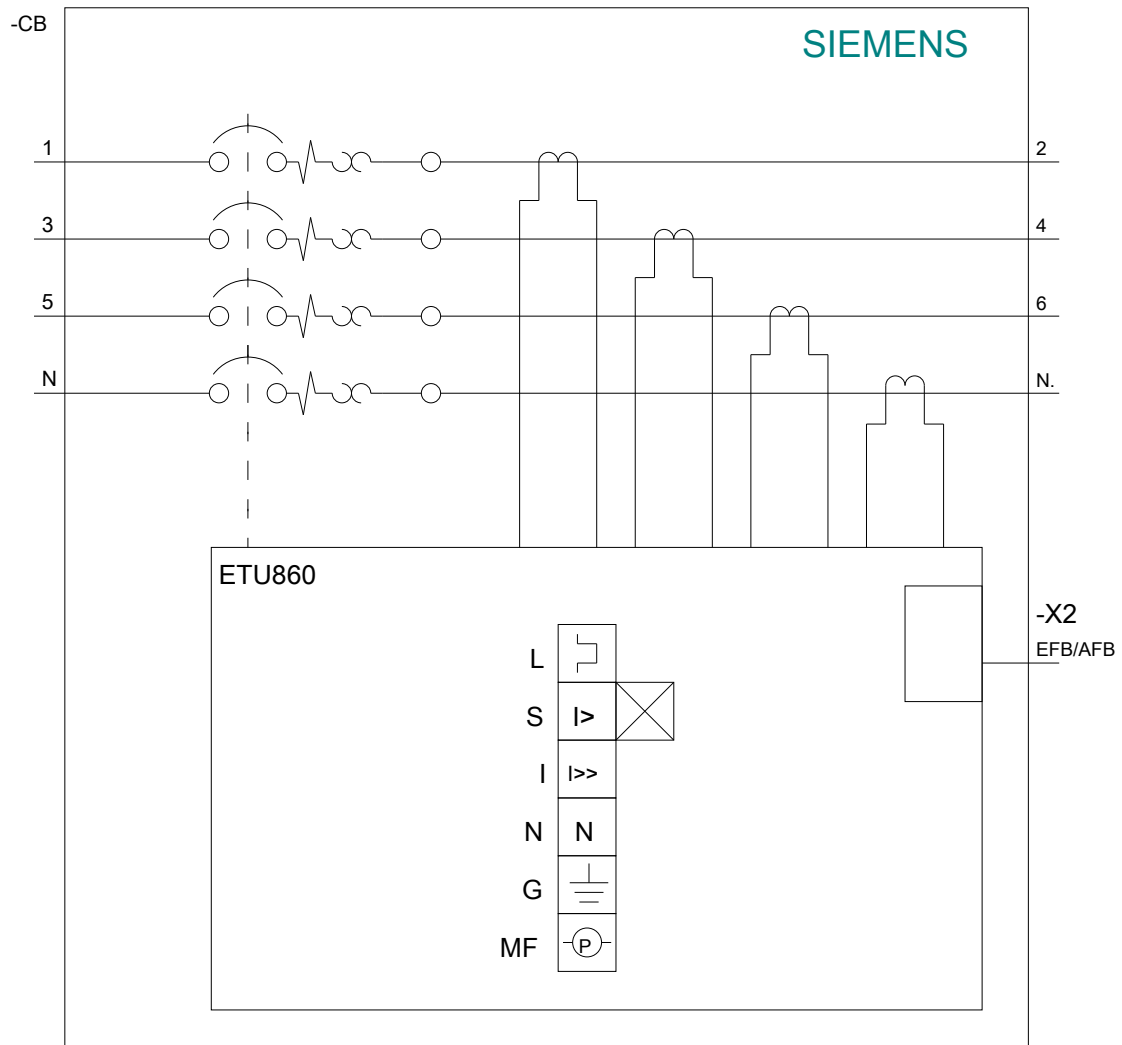 -CB
SIEMENS
1 2
3 4
5 6
N N.
ETU860
-X2
EFB/AFB
L
S I>
I I>>
N N
G
MF P